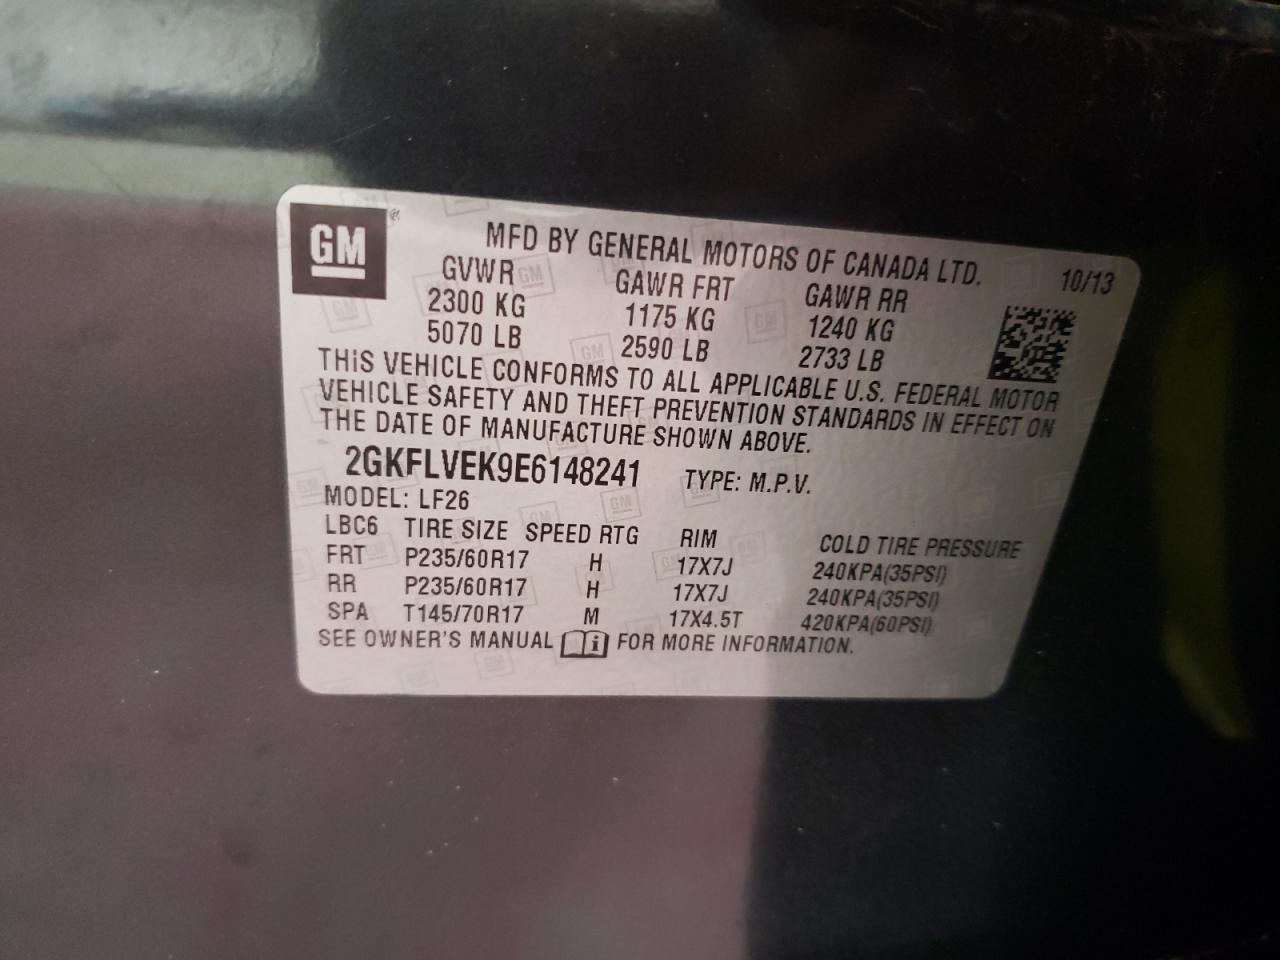 GM
MFD BY GENERAL MOTORS OF CANADA LTD.
10/13
GVWR GAWR FRT GAWR RR
2300 KG 1175 KG 1240 KG
5070 LB 2590 LB 2733 LB
THIS VEHICLE CONFORMS TO ALL APPLICABLE U.S. FEDERAL MOTOR
VEHICLE SAFETY AND THEFT PREVENTION STANDARDS IN EFFECT ON
THE DATE OF MANUFACTURE SHOWN ABOVE.
2GKFLVEK9E6148241 TYPE: M.P.V.
MODEL: LF26
LBC6 TIRE SIZE SPEED RTG RIM COLD TIRE PRESSURE
FRT P235/60R17 H 17X7J 240KPA(35PSI)
RR P235/60R17 H 17X7J 240KPA(35PSI)
SPA T145/70R17 M 17X4.5T 420KPA(60PSI)
SEE OWNER'S MANUAL i FOR MORE INFORMATION.